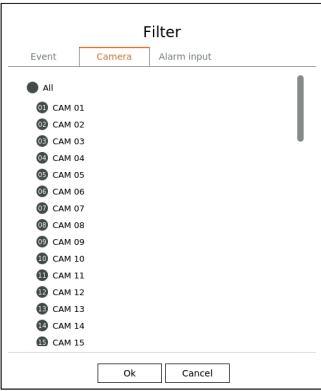 Filter
Event Camera Alarm input
All
01 CAM 01
02 CAM 02
03 CAM 03
04 CAM 04
05 CAM 05
06 CAM 06
07 CAM 07
08 CAM 08
09 CAM 09
10 CAM 10
11 CAM 11
12 CAM 12
13 CAM 13
14 CAM 14
15 CAM 15
Ok Cancel